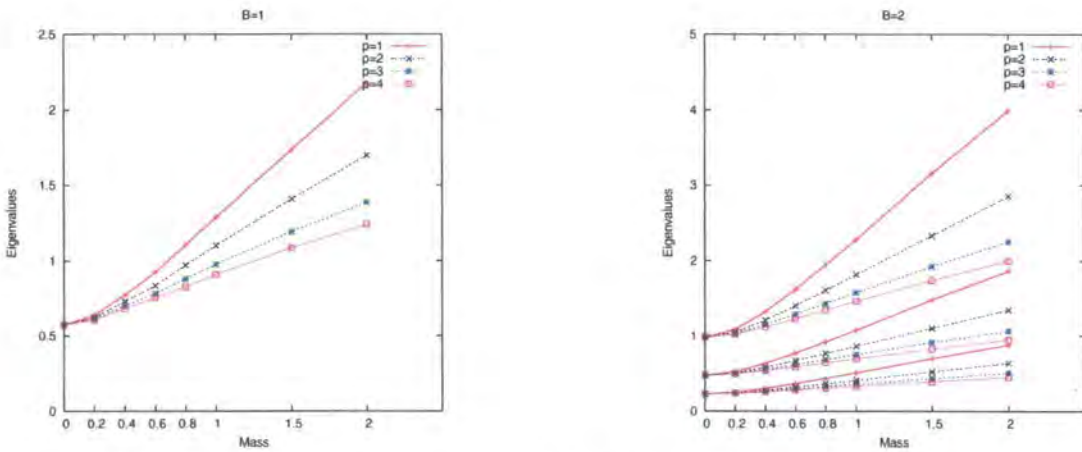 B=1
2.5
2
1.5
1
0.5
0
Eigenvalues
p=1
p=2
p=3
p=4
0 0.2 0.4 0.6 0.8 1 1.5 2
Mass
B=2
5
4
3
2
1
0
Eigenvalues
p=1
p=2
p=3
p=4
0 0.2 0.4 0.6 0.8 1 1.5 2
Mass